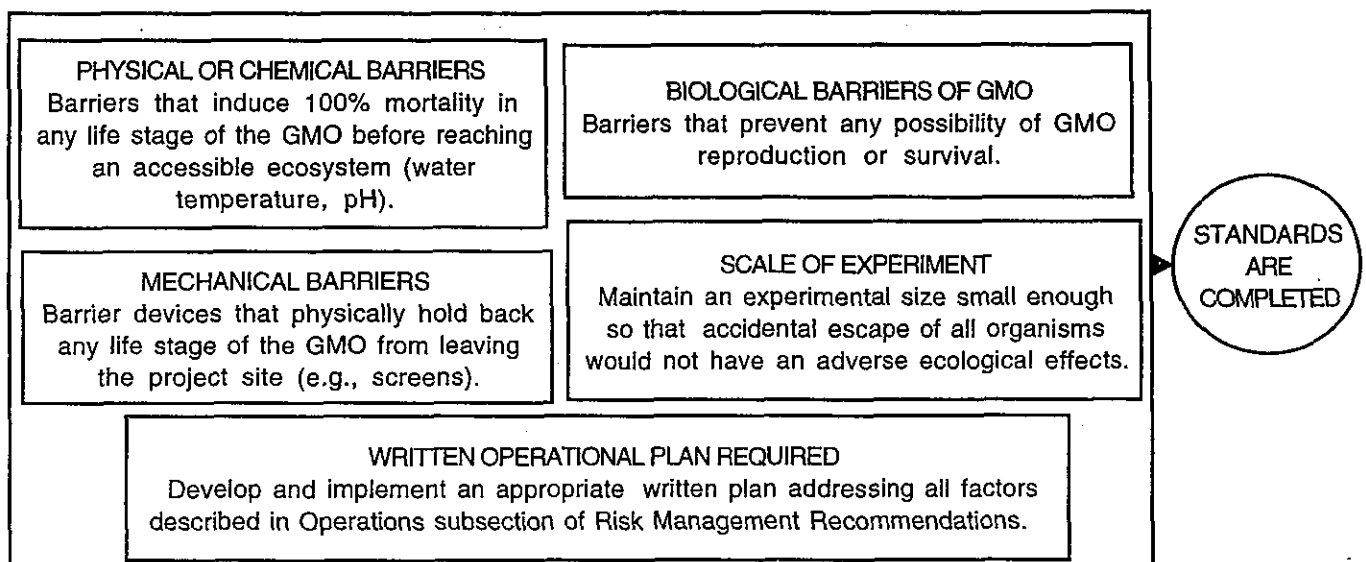 PHYSICAL OR CHEMICAL BARRIERS
Barriers that induce 100% mortality in
any life stage of the GMO before reaching
an accessible ecosystem (water
temperature, pH).
BIOLOGICAL BARRIERS OF GMO
Barriers that prevent any possibility of GMO
reproduction or survival.
MECHANICAL BARRIERS
Barrier devices that physically hold back
any life stage of the GMO from leaving
the project site (e.g., screens).
SCALE OF EXPERIMENT
Maintain an experimental size small enough
so that accidental escape of all organisms
would not have an adverse ecological effects.
WRITTEN OPERATIONAL PLAN REQUIRED
Develop and implement an appropriate written plan addressing all factors
described in Operations subsection of Risk Management Recommendations.
STANDARDS
ARE
COMPLETED